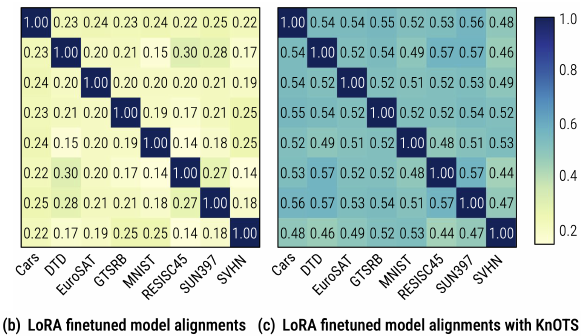 1.00 0.23 0.24 0.23 0.24 0.22 0.25 0.22 1.00 0.54 0.54 0.55 0.52 0.53 0.56 0.48 1.0
0.23 1.00 0.20 0.21 0.15 0.30 0.28 0.17 0.54 1.00 0.52 0.54 0.49 0.57 0.57 0.46
0.24 0.20 1.00 0.20 0.20 0.20 0.21 0.19 0.54 0.52 1.00 0.52 0.51 0.52 0.53 0.49 0.8
0.23 0.21 0.20 1.00 0.19 0.17 0.21 0.25 0.55 0.54 0.52 1.00 0.52 0.52 0.54 0.52 0.6
0.24 0.15 0.20 0.19 1.00 0.14 0.18 0.25 0.52 0.49 0.51 0.52 1.00 0.48 0.51 0.53
0.22 0.30 0.20 0.17 0.14 1.00 0.27 0.14 0.53 0.57 0.52 0.52 0.48 1.00 0.57 0.44 0.4
0.25 0.28 0.21 0.21 0.18 0.27 1.00 0.18 0.56 0.57 0.53 0.54 0.51 0.57 1.00 0.47
0.22 0.17 0.19 0.25 0.25 0.14 0.18 1.00 0.48 0.46 0.49 0.52 0.53 0.44 0.47 1.00 0.2
Cars DTD EuroSAT GTSRB MNIST RESISC45 SUN397 SVHN Cars DTD EuroSAT GTSRB MNIST RESISC45 SUN397 SVHN
(b) LoRA finetuned model alignments (c) LoRA finetuned model alignments with KnOTS